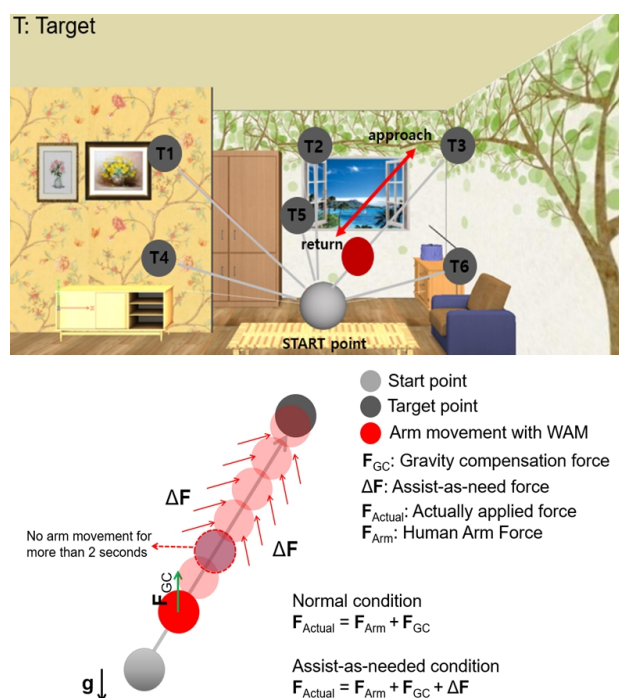 T: Target
approach
T1
T2
T3
T5
return
T4
T6
START point
Start point
Target point
Arm movement with WAM
F_GC: Gravity compensation force
ΔF: Assist-as-need force
F_Actual: Actually applied force
F_Arm: Human Arm Force
ΔF
No arm movement for
more than 2 seconds
ΔF
F_GC
Normal condition
F_Actual = F_Arm + F_GC
g
Assist-as-needed condition
F_Actual = F_Arm + F_GC + ΔF